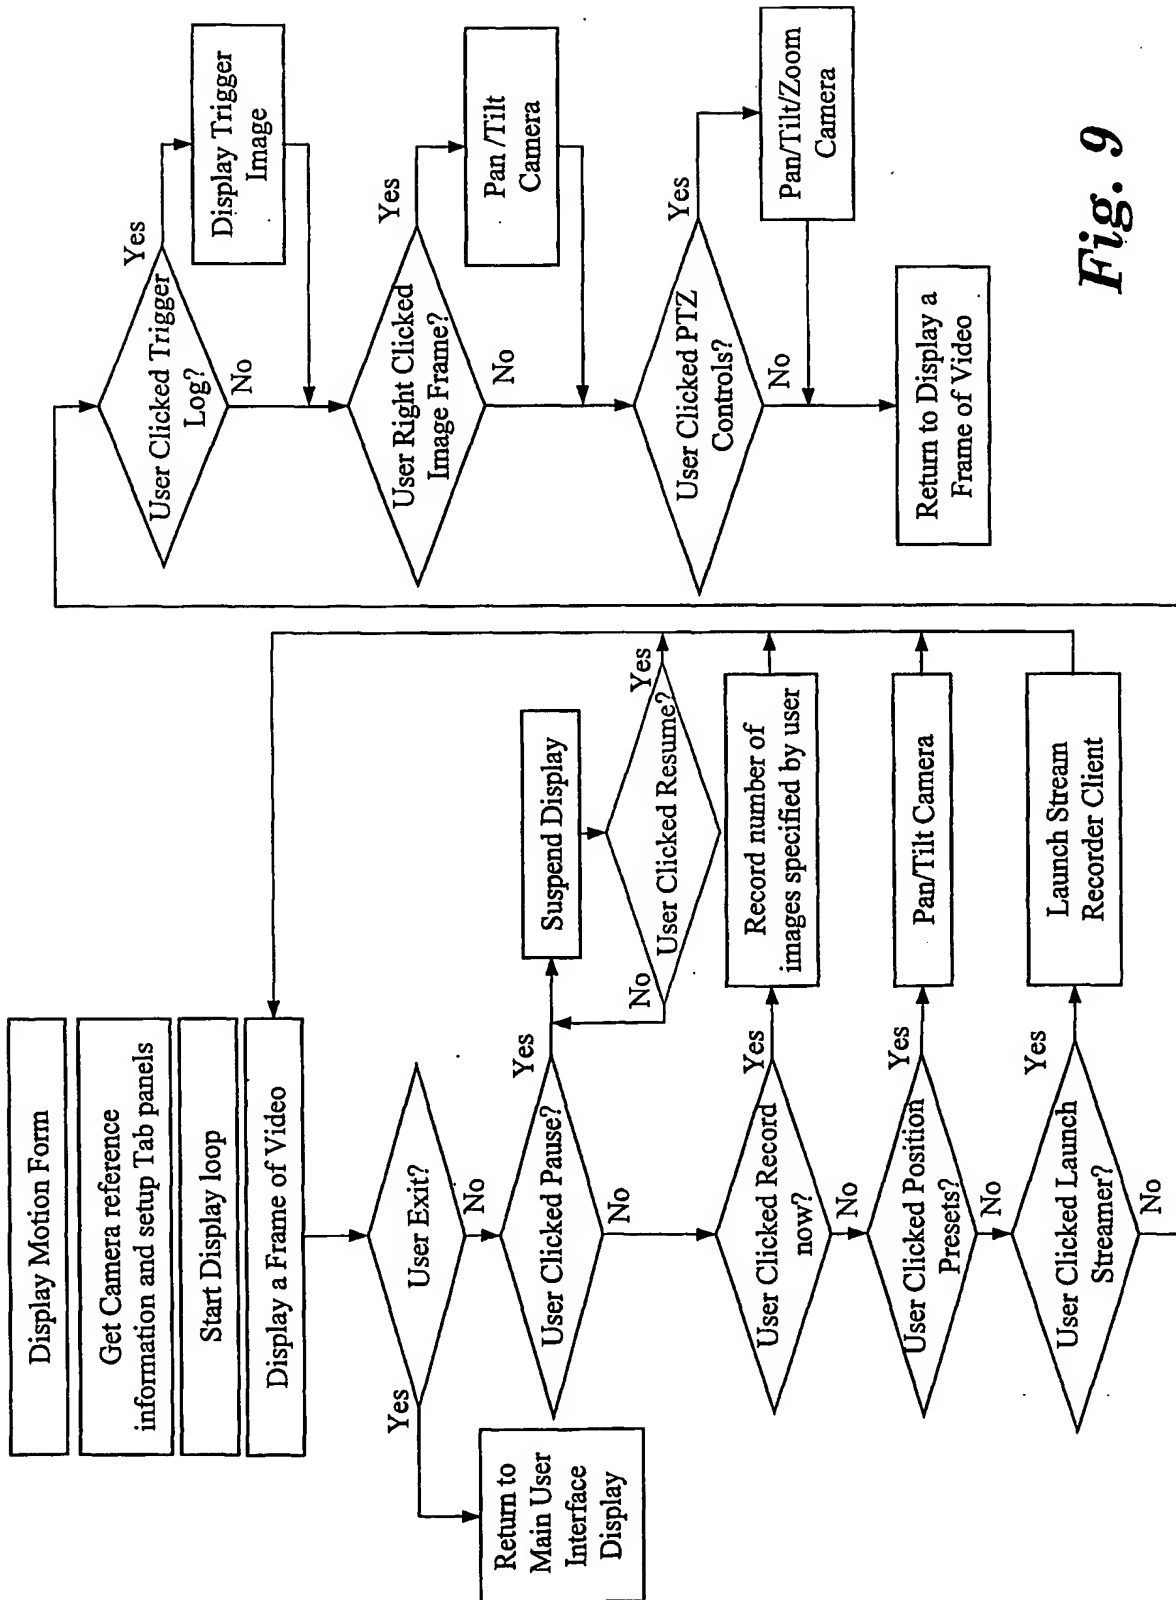 Display Motion Form
Get Camera reference
information and setup Tab panels
Start Display loop
Display a Frame of Video
User Exit?
Yes
No
Return to
Main User
Interface
Display
User Clicked Pause?
Yes
No
Suspend Display
User Clicked Resume?
Yes
No
User Clicked Record
now?
Yes
No
Record number of
images specified by user
User Clicked Position
Presets?
Yes
No
Pan/Tilt Camera
User Clicked Launch
Streamer?
Yes
No
Launch Stream
Recorder Client
User Clicked Trigger
Log?
Yes
No
Display Trigger
Image
User Right Clicked
Image Frame?
Yes
No
Pan /Tilt
Camera
User Clicked PTZ
Controls?
Yes
No
Pan/Tilt/Zoom
Camera
Return to Display a
Frame of Video
Fig. 9